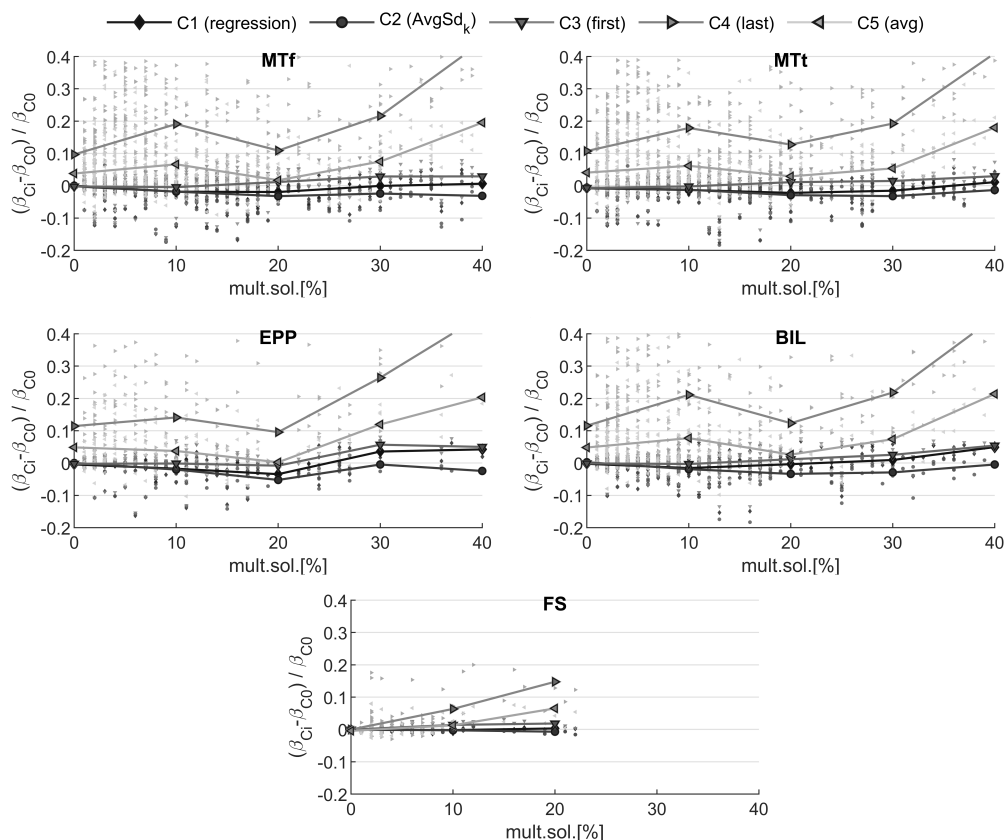 C1 (regression) C2 (AvgSd_k) C3 (first) C4 (last) C5 (avg)
MTf
(β_Ci-β_C0) / β_C0
0.4
0.3
0.2
0.1
0
-0.1
-0.2
0 10 20 30 40
mult.sol.[%]
MTt
(β_Ci-β_C0) / β_C0
0.4
0.3
0.2
0.1
0
-0.1
-0.2
0 10 20 30 40
mult.sol.[%]
EPP
(β_Ci-β_C0) / β_C0
0.4
0.3
0.2
0.1
0
-0.1
-0.2
0 10 20 30 40
mult.sol.[%]
BIL
(β_Ci-β_C0) / β_C0
0.4
0.3
0.2
0.1
0
-0.1
-0.2
0 10 20 30 40
mult.sol.[%]
FS
(β_Ci-β_C0) / β_C0
0.4
0.3
0.2
0.1
0
-0.1
-0.2
0 10 20 30 40
mult.sol.[%]